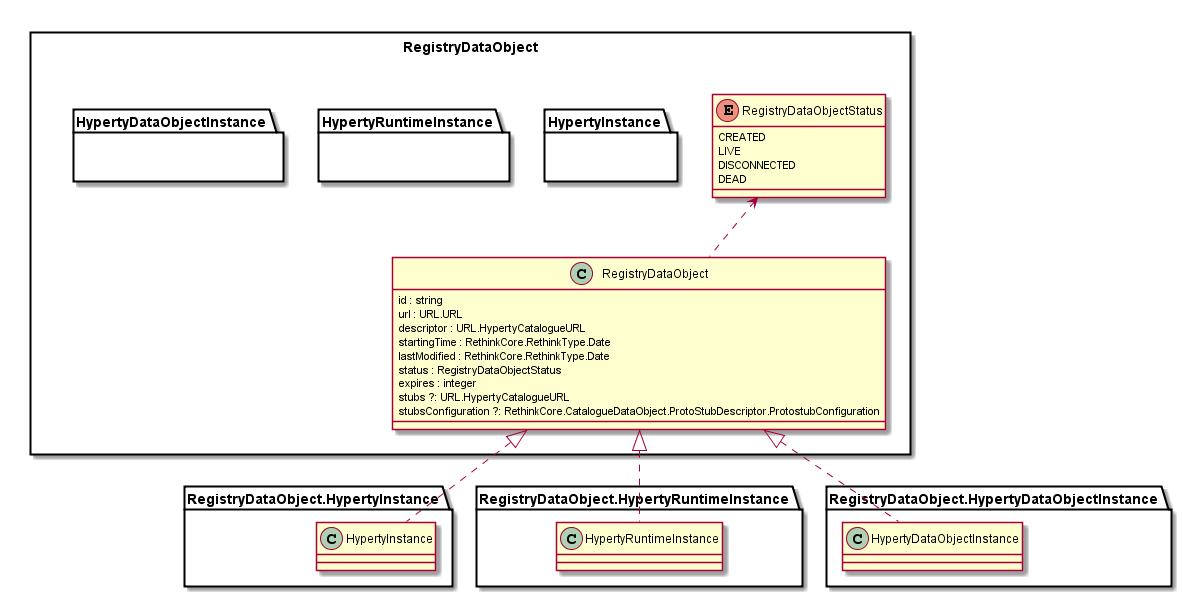 RegistryDataObject
HypertyDataObjectInstance
HypertyRuntimeInstance
HypertyInstance
E RegistryDataObjectStatus
CREATED
LIVE
DISCONNECTED
DEAD
C RegistryDataObject
id : string
url : URL.URL
descriptor : URL.HypertyCatalogueURL
startingTime : RethinkCore.RethinkType.Date
lastModified : RethinkCore.RethinkType.Date
status : RegistryDataObjectStatus
expires : integer
stubs ?: URL.HypertyCatalogueURL
stubsConfiguration ?: RethinkCore.CatalogueDataObject.ProtoStubDescriptor.ProtostubConfiguration
RegistryDataObject.HypertyInstance
C HypertyInstance
RegistryDataObject.HypertyRuntimeInstance
C HypertyRuntimeInstance
RegistryDataObject.HypertyDataObjectInstance
C HypertyDataObjectInstance